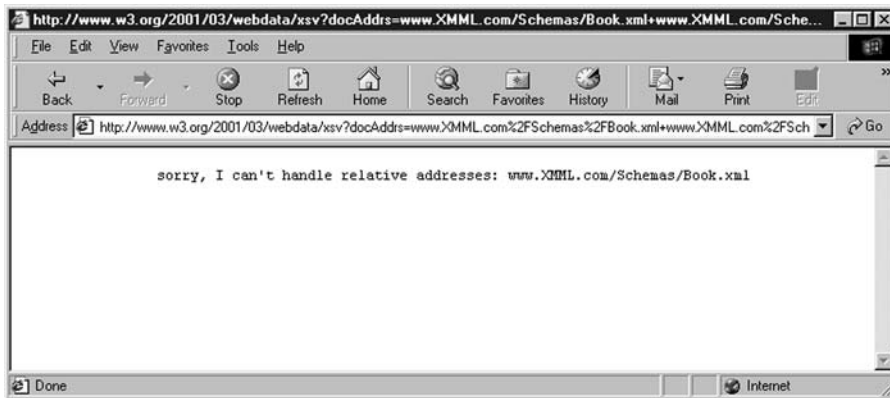 http://www.w3.org/2001/03/webdata/xsv?docAddrs=www.XMML.com/Schemas/Book.xml+www.XMML.com/Sche...
File Edit View Favorites Tools Help
Back Forward Stop Refresh Home Search Favorites History Mail Print Edit »
Address http://www.w3.org/2001/03/webdata/xsv?docAddrs=www.XMML.com%2FSchemas%2FBook.xml+www.XMML.com%2FSch Go
sorry, I can't handle relative addresses: www.XMML.com/Schemas/Book.xml
Done Internet